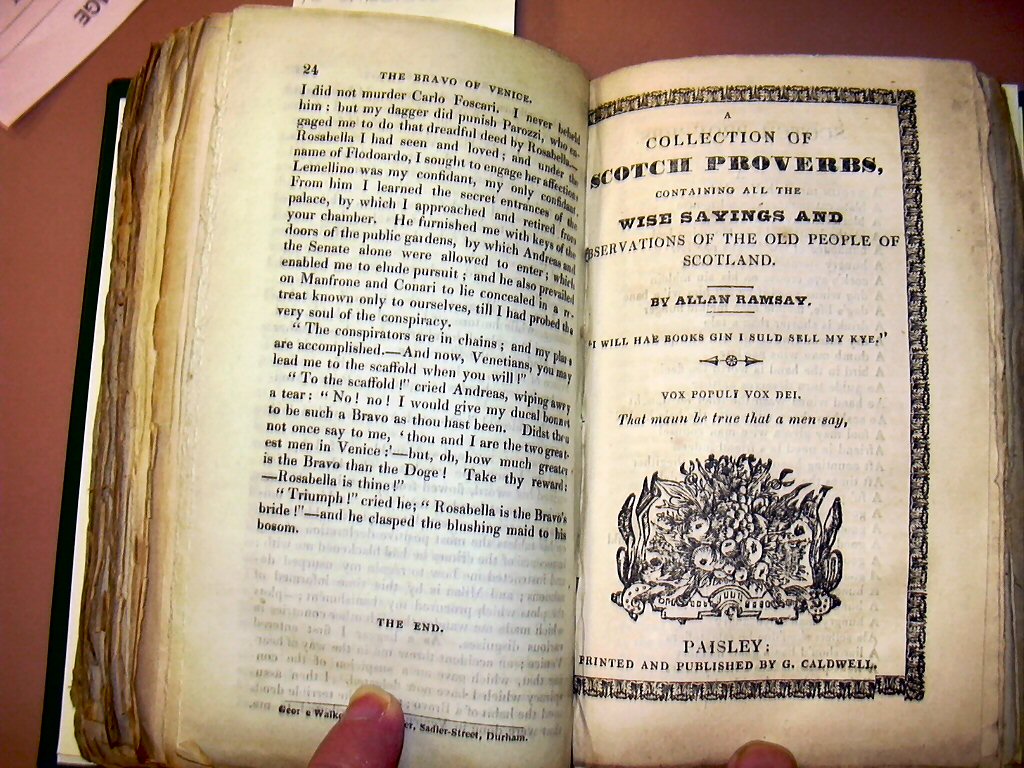 24
THE BRAVO OF VENICE.
I did not murder Carlo Foscari. I never beheld
him: but my dagger did punish Parozzi, who en-
gaged me to do that dreadful deed by Rosabella.
Rosabella I had seen and loved; and under the
name of Flodoardo, I sought to engage her affections
Lemellino was my confidant, my only confidant,
From him I learned the secret entrances of the
palace, by which I approached and retired from
your chamber. He furnished me with keys of the
doors of the public gardens, by which Andreas and
the Senate alone were allowed to enter; which
enabled me to elude pursuit; and he also prevailed
on Manfrone and Conari to lie concealed in a re-
treat known only to ourselves, till I had probed the
very soul of the conspiracy.
“The conspirators are in chains; and my plans
are accomplished.—And now, Venetians, you may
lead me to the scaffold when you will!”
“To the scaffold!” cried Andreas, wiping away
a tear: “No! no! I would give my ducal bonnet
to be such a Bravo as thou hast been. Didst thou
not once say to me, ‘thou and I are the two great-
est men in Venice;’—but, oh, how much greater
is the Bravo than the Doge! Take thy reward:
—Rosabella is thine!”
“Triumph!” cried he; “Rosabella is the Bravo's
bride!”—and he clasped the blushing maid to his
bosom.
THE END.
George Walker Sadler-Street, Durham.
A
COLLECTION OF
SCOTCH PROVERBS,
CONTAINING ALL THE
WISE SAYINGS AND
OBSERVATIONS OF THE OLD PEOPLE OF
SCOTLAND.
BY ALLAN RAMSAY.
"I WILL HAE BOOKS GIN I SULD SELL MY KYE."
VOX POPULI VOX DEI.
That maun be true that a men say,
PAISLEY:
PRINTED AND PUBLISHED BY G. CALDWELL.